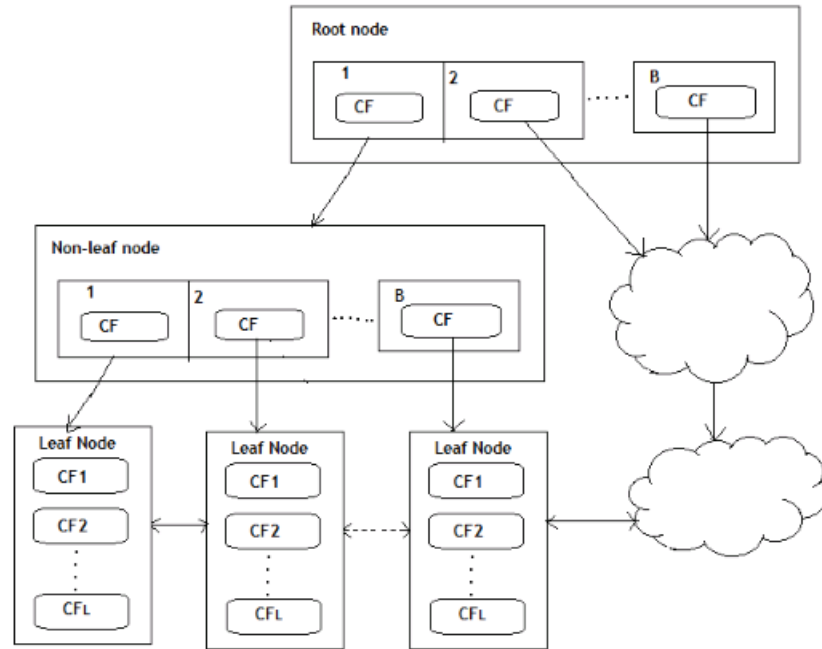 Root node
1
2
B
CF
CF
CF
Non-leaf node
1
2
B
CF
CF
CF
Leaf Node
CF1
CF2
CFL
Leaf Node
CF1
CF2
CFL
Leaf Node
CF1
CF2
CFL